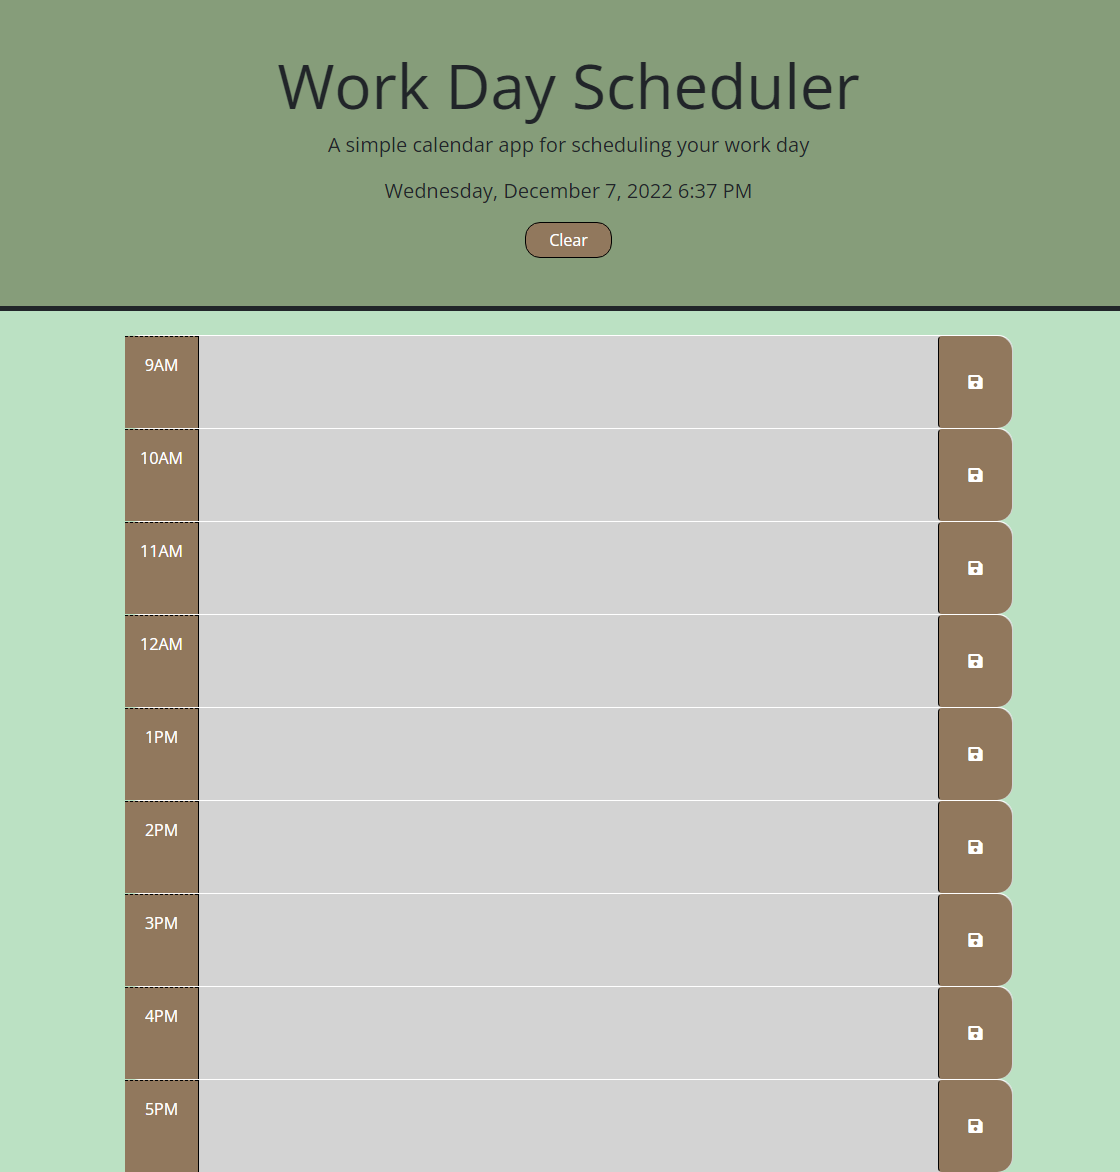 Work Day Scheduler
A simple calendar app for scheduling your work day
Wednesday, December 7, 2022 6:37 PM
Clear
9AM
10AM
11AM
12AM
1PM
2PM
3PM
4PM
5PM